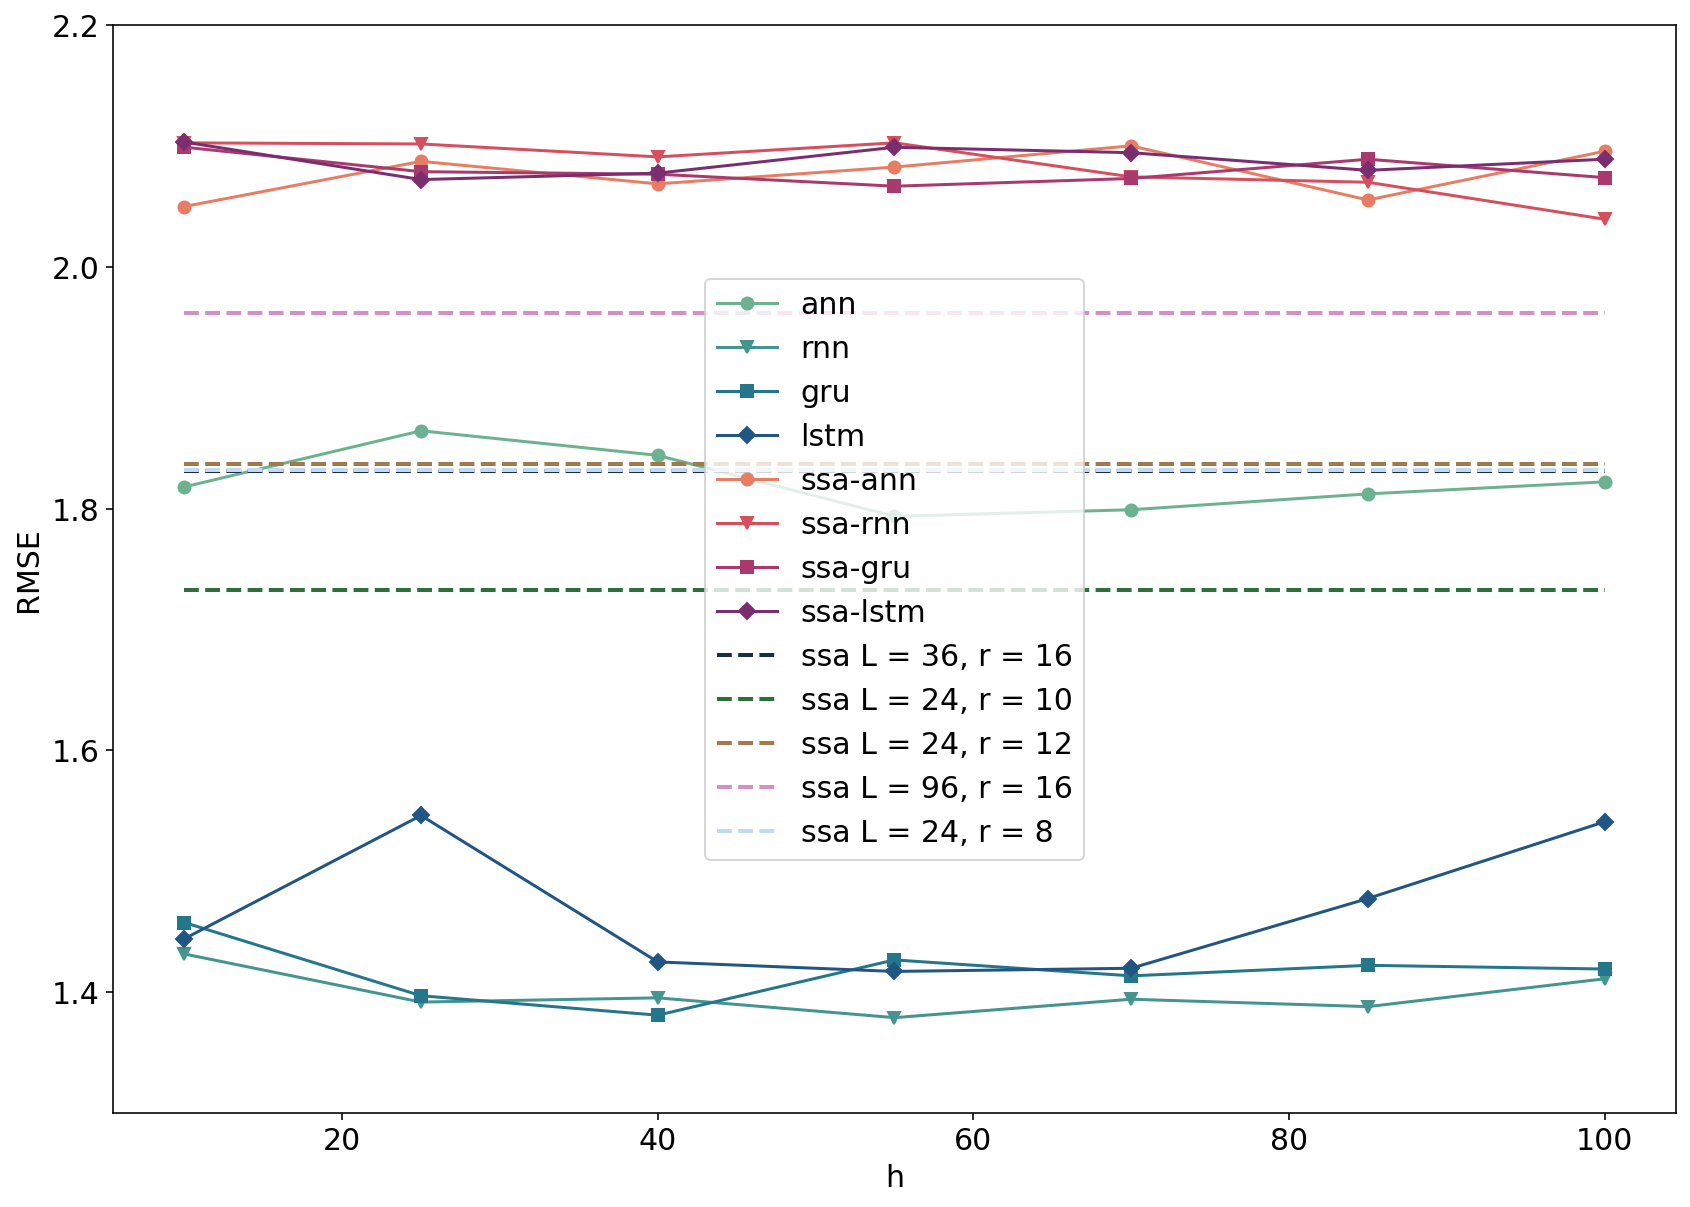 2.2
2.0
1.8
1.6
1.4
RMSE
ann
rnn
gru
lstm
ssa-ann
ssa-rnn
ssa-gru
ssa-lstm
ssa L = 36, r = 16
ssa L = 24, r = 10
ssa L = 24, r = 12
ssa L = 96, r = 16
ssa L = 24, r = 8
20 40 60 80 100
h